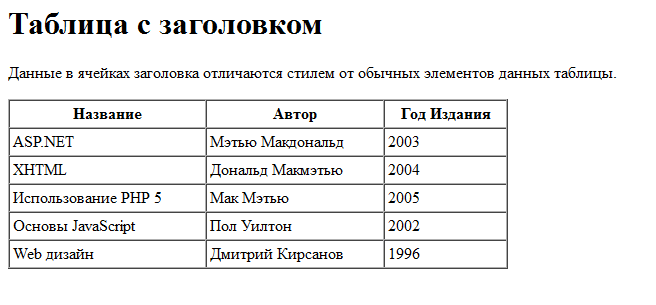 Таблица с заголовком
Данные в ячейках заголовка отличаются стилем от обычных элементов данных таблицы.
Название Автор Год Издания
ASP.NET Мэтью Макдональд 2003
XHTML Дональд Макмэтью 2004
Использование PHP 5 Мак Мэтью 2005
Основы JavaScript Пол Уилтон 2002
Web дизайн Дмитрий Кирсанов 1996